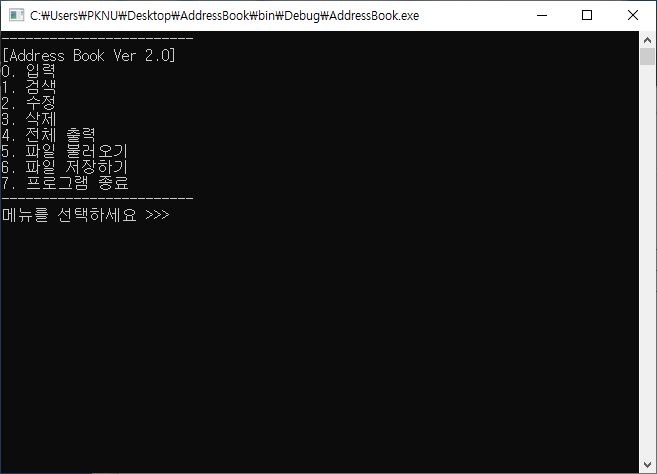 C:₩Users₩PKNU₩Desktop₩AddressBook₩bin₩Debug₩AddressBook.exe
------------------------
[Address Book Ver 2.0]
0. 입력
1. 검색
2. 수정
3. 삭제
4. 전체 출력
5. 파일 불러오기
6. 파일 저장하기
7. 프로그램 종료
------------------------
메뉴를 선택하세요 >>>